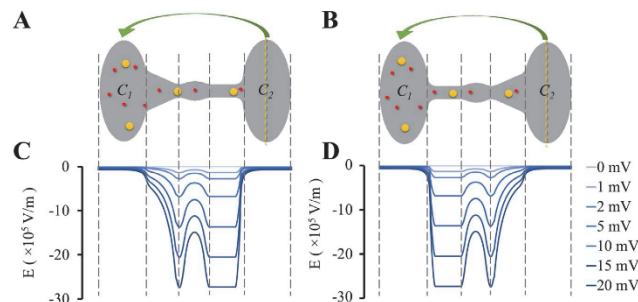 A
B
C₁
C₂
C₁
C₂
C
D
0
-10
-20
-30
E ( ×10⁵ V/m )
0
-10
-20
-30
E ( ×10⁵ V/m )
0 mV
1 mV
2 mV
5 mV
10 mV
15 mV
20 mV